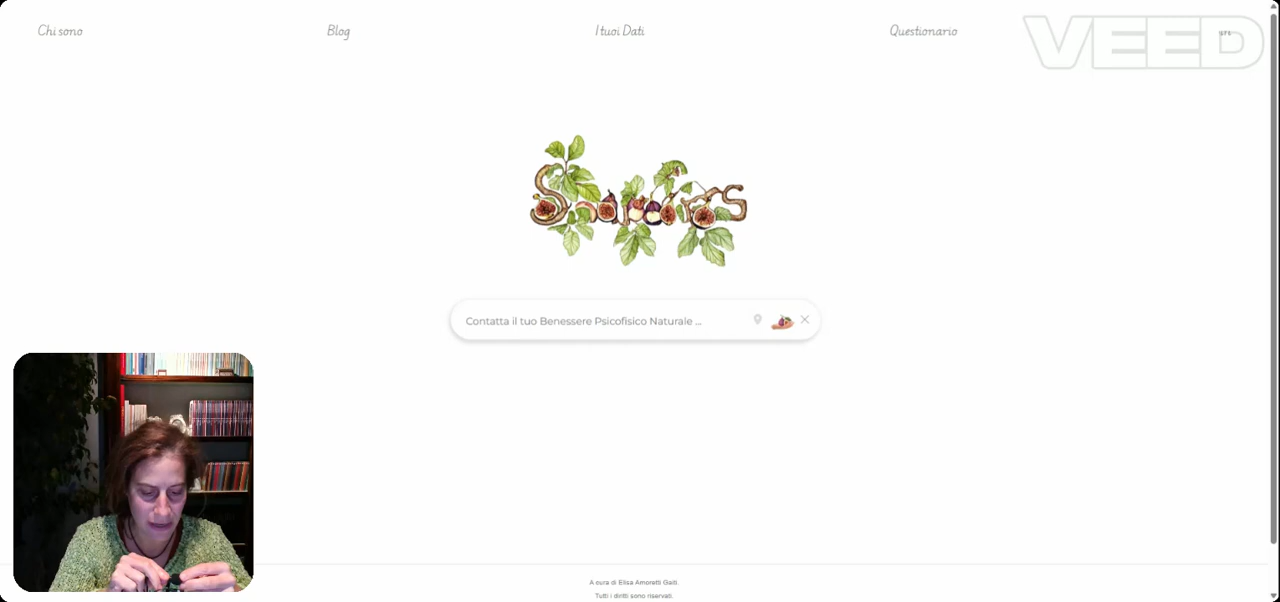 Chi sono
Blog
I tuoi Dati
Questionario
VEED
Contatta il tuo Benessere Psicofisico Naturale ...
A cura di Elisa Amoretti Galli.
Tutti i diritti sono riservati.